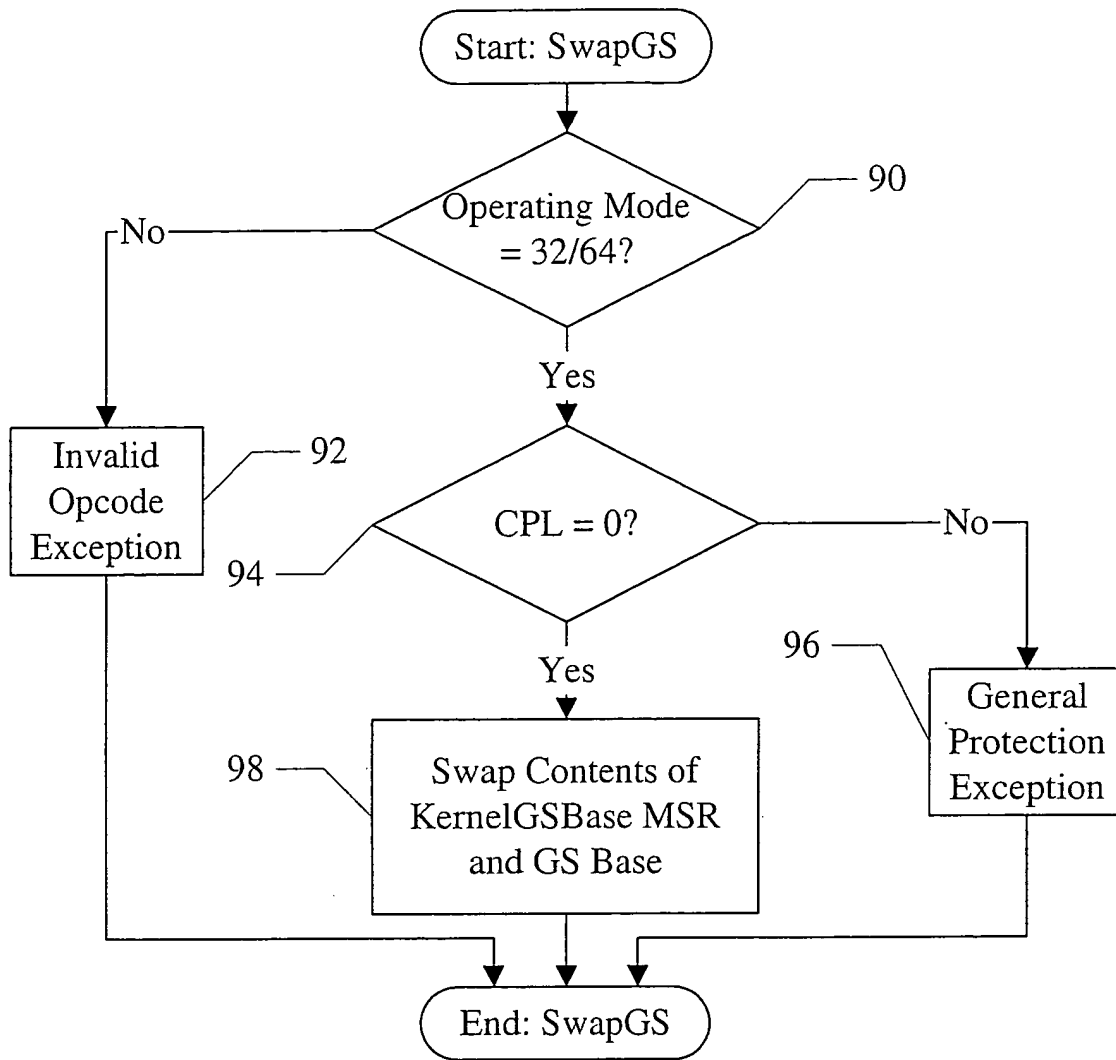 Start: SwapGS
Operating Mode
= 32/64?
90
No
Yes
Invalid
Opcode
Exception
92
CPL = 0?
94
No
Yes
96
General
Protection
Exception
98
Swap Contents of
KernelGSBase MSR
and GS Base
End: SwapGS